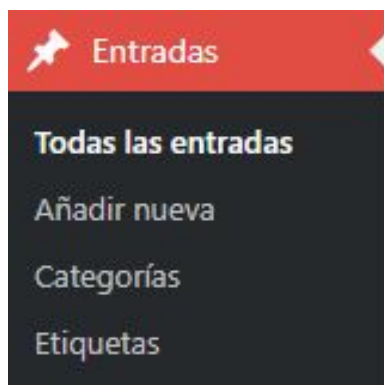 Entradas
Todas las entradas
Añadir nueva
Categorías
Etiquetas